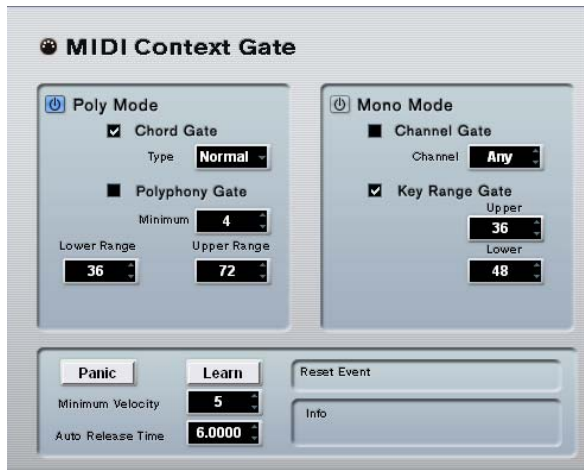 MIDI Context Gate
Poly Mode
Chord Gate
Type Normal
Polyphony Gate
Minimum 4
Lower Range Upper Range
36 72
Mono Mode
Channel Gate
Channel Any
Key Range Gate
Upper
36
Lower
48
Panic Learn
Minimum Velocity 5
Auto Release Time 6.0000
Reset Event
Info